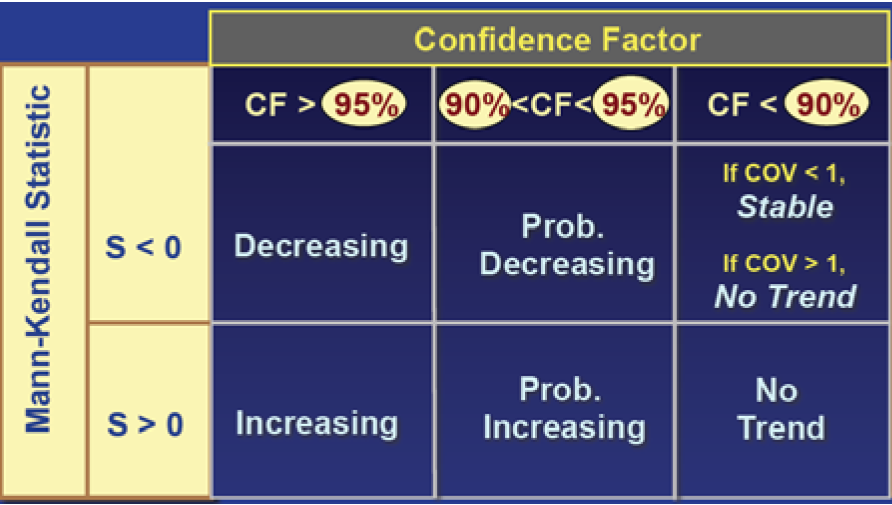 Confidence Factor
Mann-Kendall Statistic
CF > 95%
90%<CF<95%
CF < 90%
S < 0
Decreasing
Prob.
Decreasing
If COV < 1,
Stable
If COV > 1,
No Trend
S > 0
Increasing
Prob.
Increasing
No
Trend